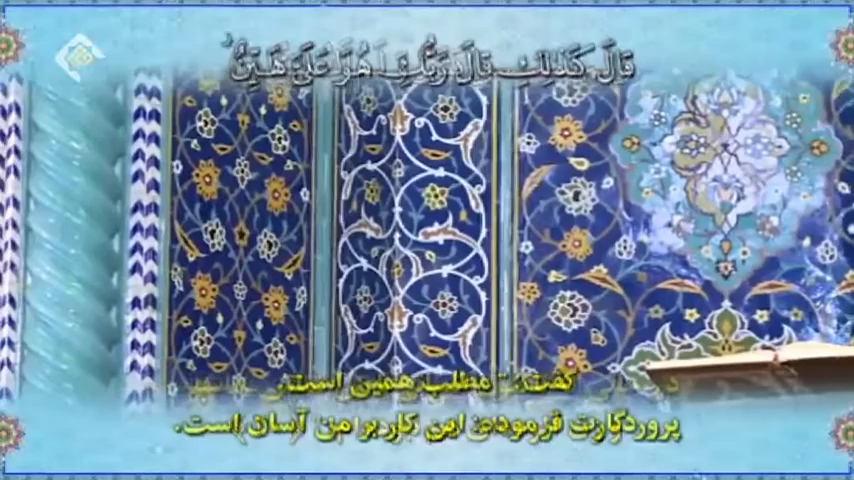 قَالَ كَذَٰلِكِ قَالَ رَبُّكِ هُوَ عَلَيَّ هَيِّنٌ ۖ
گفت: "مطلب همین است،
پروردگارت فرموده: این کار بر من آسان است.